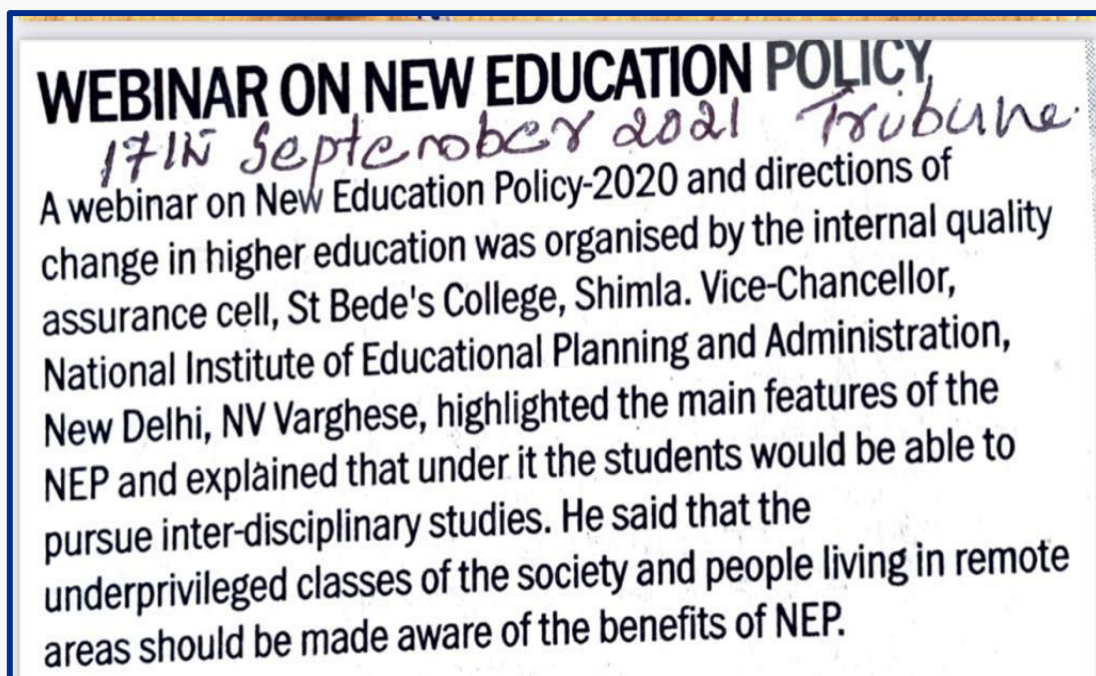 WEBINAR ON NEW EDUCATION POLICY
17th September 2021 Tribune.
A webinar on New Education Policy-2020 and directions of
change in higher education was organised by the internal quality
assurance cell, St Bede's College, Shimla. Vice-Chancellor,
National Institute of Educational Planning and Administration,
New Delhi, NV Varghese, highlighted the main features of the
NEP and explained that under it the students would be able to
pursue inter-disciplinary studies. He said that the
underprivileged classes of the society and people living in remote
areas should be made aware of the benefits of NEP.